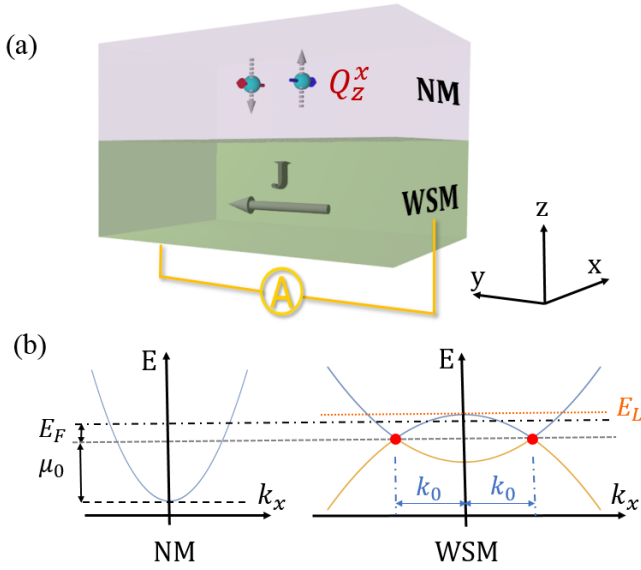 (a)
Q_z^x
NM
J
WSM
A
z
y
x
(b)
E
E
E_L
E_F
μ_0
k_0
k_0
k_x
k_x
NM
WSM